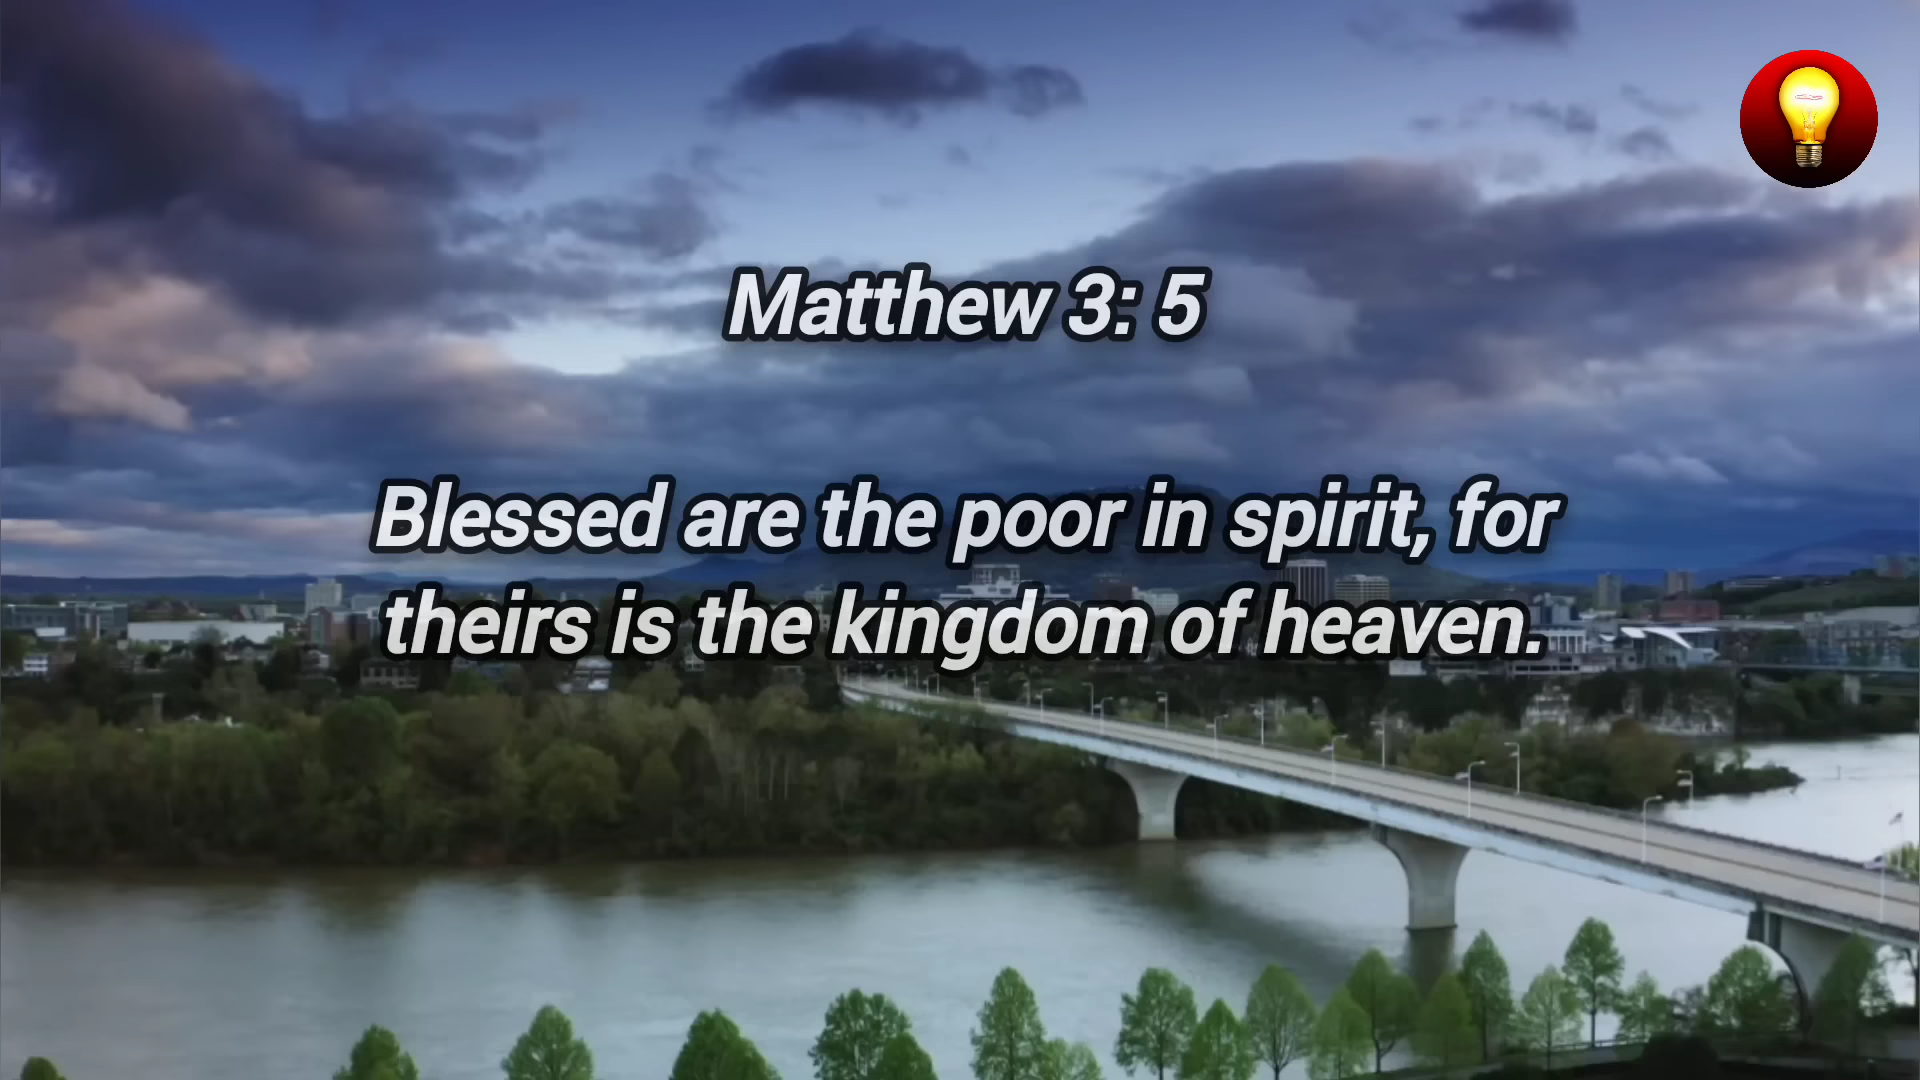 Matthew 3: 5
Blessed are the poor in spirit, for
theirs is the kingdom of heaven.